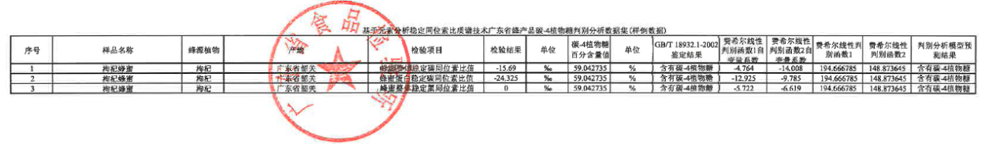 基于元素分析稳定同位素比质谱技术广东省蜂产品碳-4植物糖判别分析数据集(样例数据)
序号 样品名称 蜂源植物 产地 检验项目 检验结果 单位 碳-4植物糖百分含量值 单位 GB/T 18932.1-2002鉴定结果 费希尔线性判别函数1自变量系数 费希尔线性判别函数2自变量系数 费希尔线性判别函数1 费希尔线性判别函数2 判别分析模型预测结果
1 枸杞蜂蜜 枸杞 广东省韶关 蜂蜜整体稳定碳同位素比值 -15.69 ‰ 59.042735 % 含有碳-4植物糖 -4.764 -14.008 194.666785 148.873645 含有碳-4植物糖
2 枸杞蜂蜜 枸杞 广东省韶关 蜂蜜蛋白稳定碳同位素比值 -24.325 ‰ 59.042735 % 含有碳-4植物糖 -12.925 -9.785 194.666785 148.873645 含有碳-4植物糖
3 枸杞蜂蜜 枸杞 广东省韶关 蜂蜜整体稳定氮同位素比值 0 ‰ 59.042735 % 含有碳-4植物糖 -5.722 -6.619 194.666785 148.873645 含有碳-4植物糖